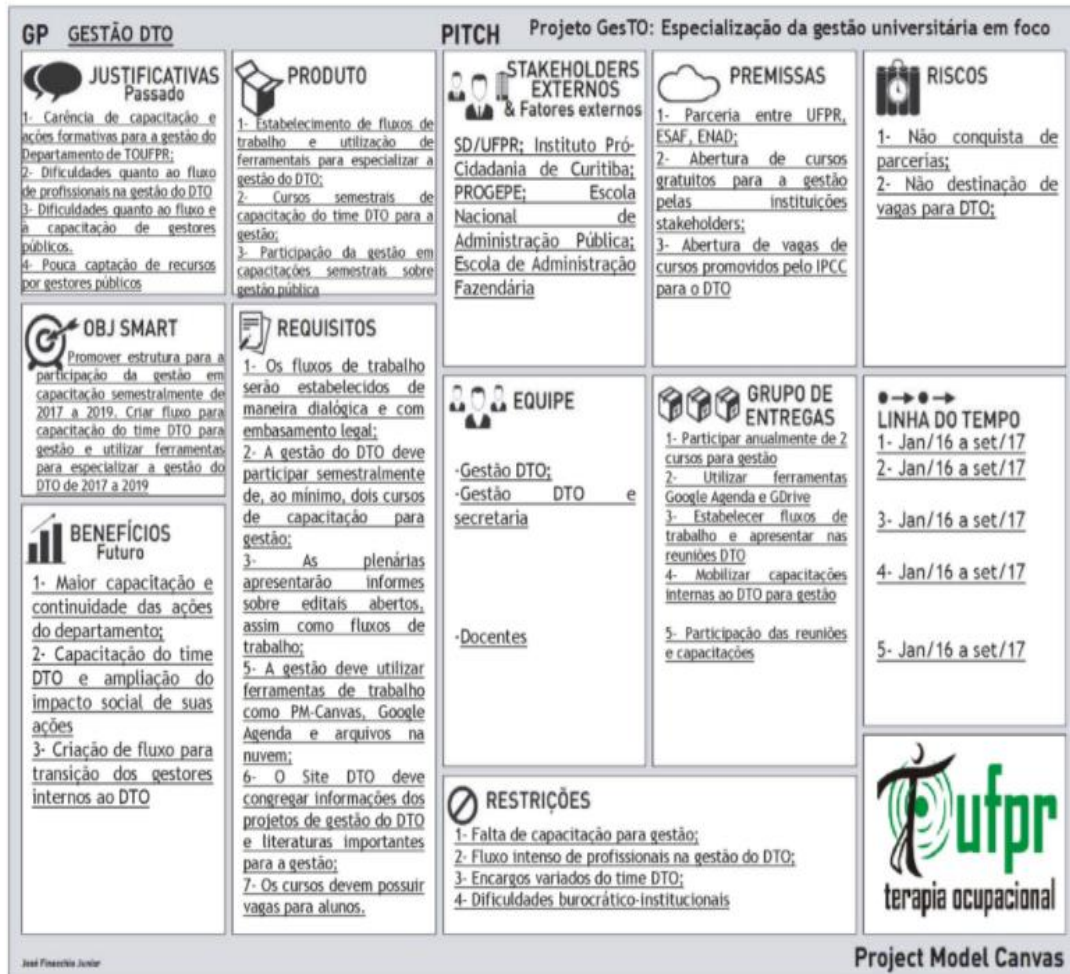 GP GESTÃO DTO
PITCH Projeto GesTO: Especialização da gestão universitária em foco
JUSTIFICATIVAS
Passado
1- Carência de capacitação e
ações formativas para a gestão do
Departamento de TOUFPR;
2- Dificuldades quanto ao fluxo
de profissionais na gestão do DTO
3- Dificuldades quanto ao fluxo e
a capacitação de gestores
públicos.
4- Pouca captação de recursos
por gestores públicos
OBJ SMART
Promover estrutura para a
participação da gestão em
capacitação semestralmente de
2017 a 2019. Criar fluxo para
capacitação do time DTO para
gestão e utilizar ferramentas
para especializar a gestão do
DTO de 2017 a 2019
BENEFÍCIOS
Futuro
1- Maior capacitação e
continuidade das ações
do departamento;
2- Capacitação do time
DTO e ampliação do
impacto social de suas
ações
3- Criação de fluxo para
transição dos gestores
internos ao DTO
PRODUTO
1- Estabelecimento de fluxos de
trabalho e utilização de
ferramentais para especializar a
gestão do DTO;
2- Cursos semestrais de
capacitação do time DTO para a
gestão;
3- Participação da gestão em
capacitações semestrais sobre
gestão pública
REQUISITOS
1- Os fluxos de trabalho
serão estabelecidos de
maneira dialógica e com
embasamento legal;
2- A gestão do DTO deve
participar semestralmente
de, ao mínimo, dois cursos
de capacitação para
gestão;
3- As plenárias
apresentarão informes
sobre editais abertos,
assim como fluxos de
trabalho;
5- A gestão deve utilizar
ferramentas de trabalho
como PM-Canvas, Google
Agenda e arquivos na
nuvem;
6- O Site DTO deve
congregar informações dos
projetos de gestão do DTO
e literaturas importantes
para a gestão;
7- Os cursos devem possuir
vagas para alunos.
STAKEHOLDERS
EXTERNOS
& Fatores externos
SD/UFPR; Instituto Pró-
Cidadania de Curitiba;
PROGEPE; Escola
Nacional de
Administração Pública;
Escola de Administração
Fazendária
EQUIPE
-Gestão DTO;
-Gestão DTO e
secretaria
-Docentes
PREMISSAS
1- Parceria entre UFPR,
ESAF, ENAD;
2- Abertura de cursos
gratuitos para a gestão
pelas instituições
stakeholders;
3- Abertura de vagas de
cursos promovidos pelo IPCC
para o DTO
GRUPO DE
ENTREGAS
1- Participar anualmente de 2
cursos para gestão
2- Utilizar ferramentas
Google Agenda e GDrive
3- Estabelecer fluxos de
trabalho e apresentar nas
reuniões DTO
4- Mobilizar capacitações
internas ao DTO para gestão
5- Participação das reuniões
e capacitações
RISCOS
1- Não conquista de
parcerias;
2- Não destinação de
vagas para DTO;
LINHA DO TEMPO
1- Jan/16 a set/17
2- Jan/16 a set/17
3- Jan/16 a set/17
4- Jan/16 a set/17
5- Jan/16 a set/17
RESTRIÇÕES
1- Falta de capacitação para gestão;
2- Fluxo intenso de profissionais na gestão do DTO;
3- Encargos variados do time DTO;
4- Dificuldades burocrático-institucionais
ufpr
terapia ocupacional
José Finocchio Junior
Project Model Canvas